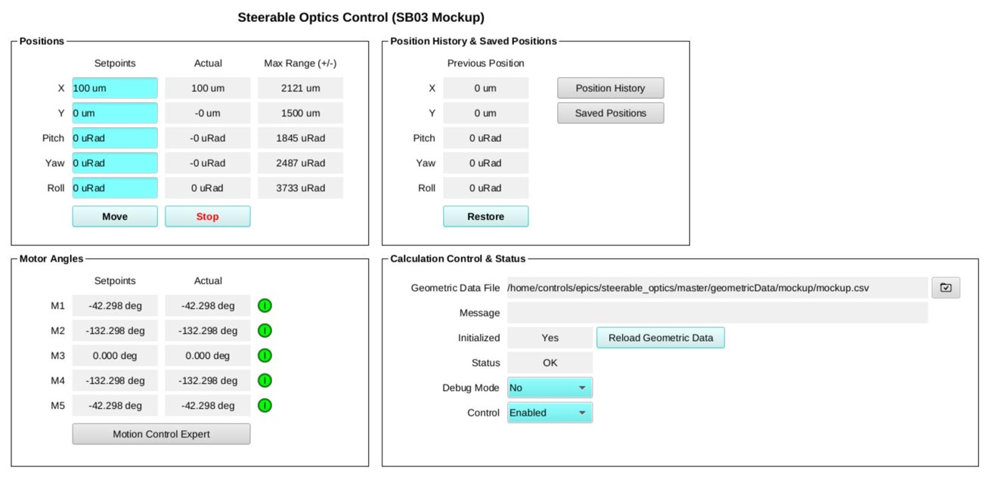 Steerable Optics Control (SB03 Mockup)
Positions
Setpoints Actual Max Range (+/-)
X 100 um 100 um 2121 um
Y 0 um -0 um 1500 um
Pitch 0 uRad -0 uRad 1845 uRad
Yaw 0 uRad -0 uRad 2487 uRad
Roll 0 uRad 0 uRad 3733 uRad
Move Stop
Position History & Saved Positions
Previous Position
X 0 um Position History
Y 0 um Saved Positions
Pitch 0 uRad
Yaw 0 uRad
Roll 0 uRad
Restore
Motor Angles
Setpoints Actual
M1 -42.298 deg -42.298 deg
M2 -132.298 deg -132.298 deg
M3 0.000 deg 0.000 deg
M4 -132.298 deg -132.298 deg
M5 -42.298 deg -42.298 deg
Motion Control Expert
Calculation Control & Status
Geometric Data File /home/controls/epics/steerable_optics/master/geometricData/mockup/mockup.csv
Message
Initialized Yes Reload Geometric Data
Status OK
Debug Mode No
Control Enabled